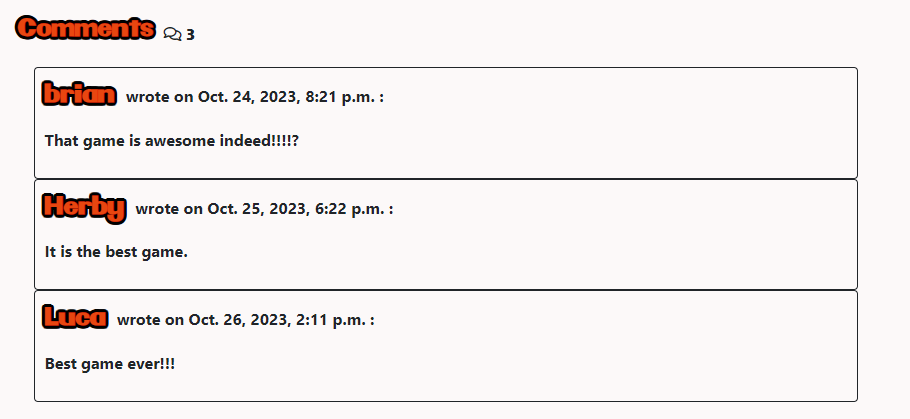 Comments 3
brian wrote on Oct. 24, 2023, 8:21 p.m. :
That game is awesome indeed!!!!?
Herby wrote on Oct. 25, 2023, 6:22 p.m. :
It is the best game.
Luca wrote on Oct. 26, 2023, 2:11 p.m. :
Best game ever!!!